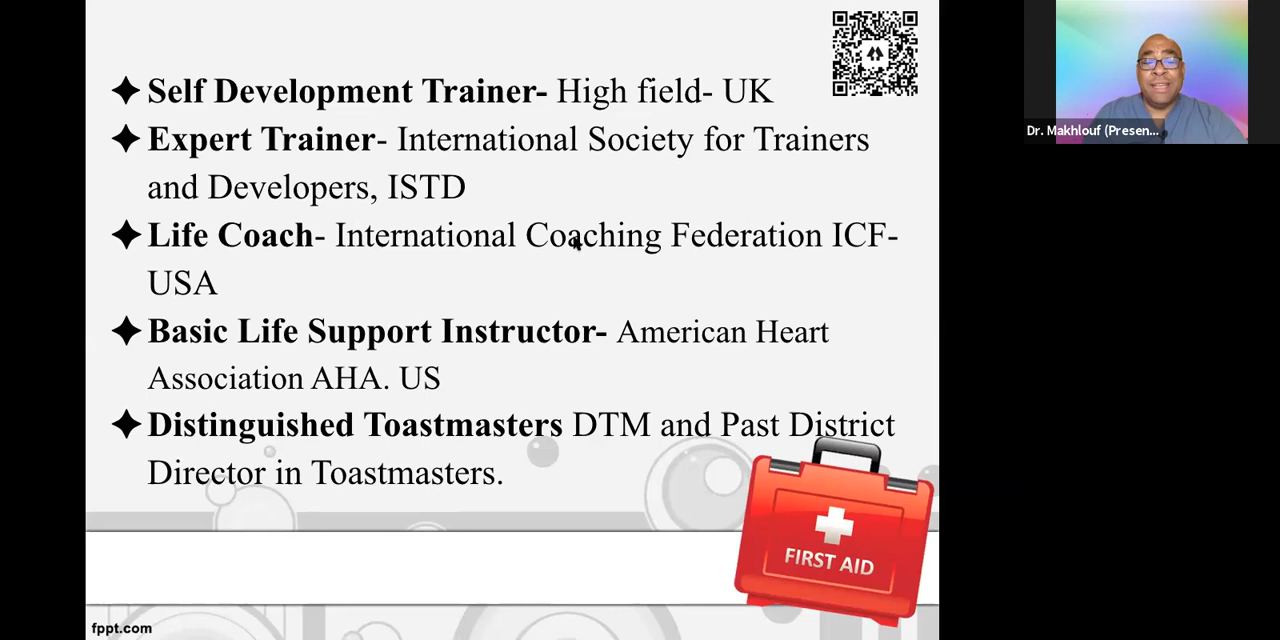 Self Development Trainer- High field- UK
Expert Trainer- International Society for Trainers
and Developers, ISTD
Life Coach- International Coaching Federation ICF-
USA
Basic Life Support Instructor- American Heart
Association AHA. US
Distinguished Toastmasters DTM and Past District
Director in Toastmasters.
FIRST AID
fppt.com
Dr. Makhlouf (Presen...